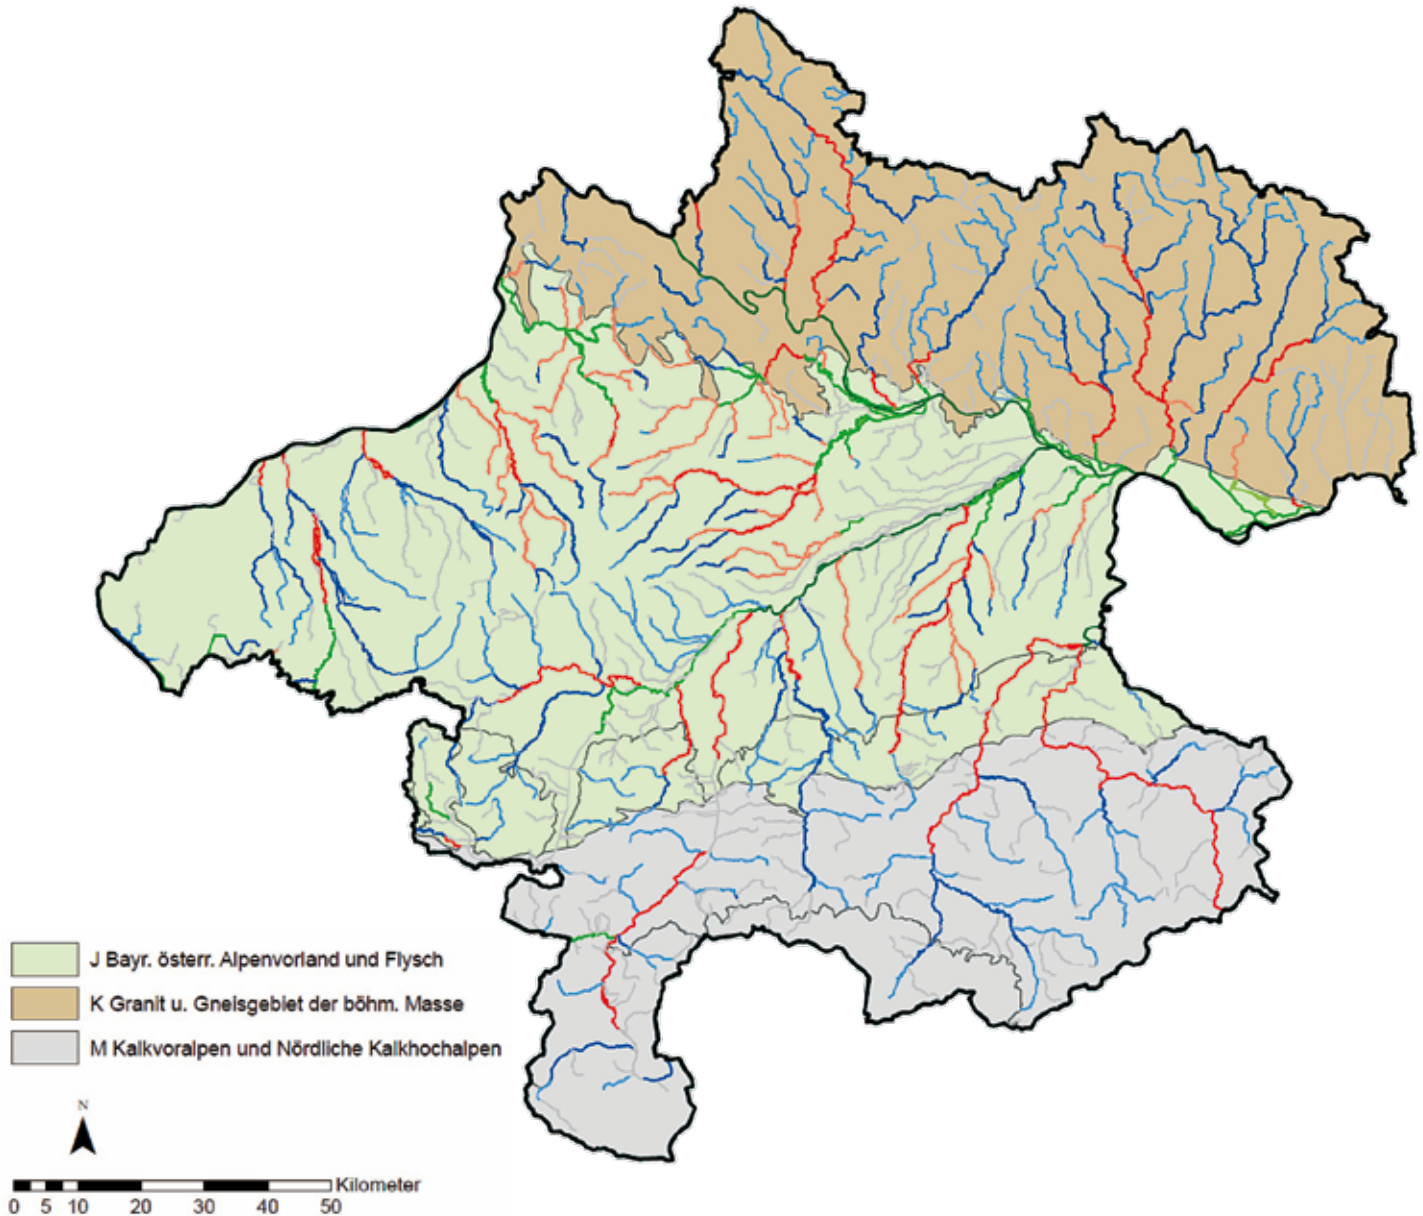 J Bayr. österr. Alpenvorland und Flysch
K Granit u. Gneisgebiet der böhm. Masse
M Kalkvoralpen und Nördliche Kalkhochalpen
N
Kilometer
0 5 10 20 30 40 50